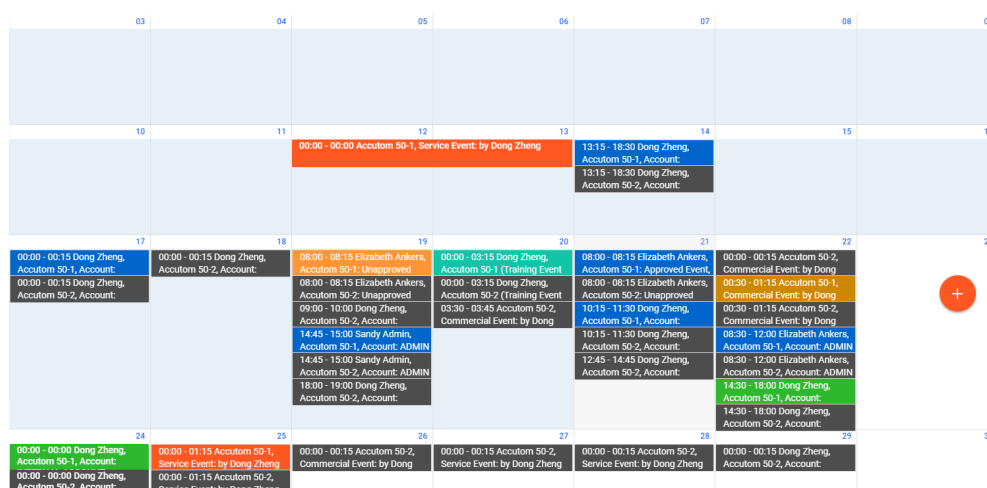 03 04 05 06 07 08
10 11 12 13 14 15
00:00 - 00:00 Accutom 50-1, Service Event: by Dong Zheng
13:15 - 18:30 Dong Zheng,
Accutom 50-1, Account:
13:15 - 18:30 Dong Zheng,
Accutom 50-2, Account:
17 18 19 20 21 22
00:00 - 00:15 Dong Zheng,
Accutom 50-1, Account:
00:00 - 00:15 Dong Zheng,
Accutom 50-2, Account:
00:00 - 00:15 Dong Zheng,
Accutom 50-2, Account:
08:00 - 08:15 Elizabeth Ankers,
Accutom 50-1: Unapproved
08:00 - 08:15 Elizabeth Ankers,
Accutom 50-2: Unapproved
09:00 - 10:00 Dong Zheng,
Accutom 50-2, Account:
14:45 - 15:00 Sandy Admin,
Accutom 50-1, Account: ADMIN
14:45 - 15:00 Sandy Admin,
Accutom 50-2, Account: ADMIN
18:00 - 19:00 Dong Zheng,
Accutom 50-2, Account:
00:00 - 03:15 Dong Zheng,
Accutom 50-1 (Training Event
00:00 - 03:15 Dong Zheng,
Accutom 50-2 (Training Event
03:30 - 03:45 Accutom 50-2,
Commercial Event: by Dong
08:00 - 08:15 Elizabeth Ankers,
Accutom 50-1: Approved Event,
08:00 - 08:15 Elizabeth Ankers,
Accutom 50-2: Unapproved
10:15 - 11:30 Dong Zheng,
Accutom 50-1, Account:
10:15 - 11:30 Dong Zheng,
Accutom 50-2, Account:
12:45 - 14:45 Dong Zheng,
Accutom 50-2, Account:
00:00 - 00:15 Accutom 50-2,
Commercial Event: by Dong
00:30 - 01:15 Accutom 50-1,
Commercial Event: by Dong
00:30 - 01:15 Accutom 50-2,
Commercial Event: by Dong
08:30 - 12:00 Elizabeth Ankers,
Accutom 50-1, Account: ADMIN
08:30 - 12:00 Elizabeth Ankers,
Accutom 50-2, Account: ADMIN
14:30 - 18:00 Dong Zheng,
Accutom 50-1, Account:
14:30 - 18:00 Dong Zheng,
Accutom 50-2, Account:
+
24 25 26 27 28 29
00:00 - 00:00 Dong Zheng,
Accutom 50-1, Account:
00:00 - 00:00 Dong Zheng,
Accutom 50-2, Account:
00:00 - 01:15 Accutom 50-1,
Service Event: by Dong Zheng
00:00 - 01:15 Accutom 50-2,
Service Event: by Dong Zheng
00:00 - 00:15 Accutom 50-2,
Commercial Event: by Dong
00:00 - 00:15 Accutom 50-2,
Service Event: by Dong Zheng
00:00 - 00:15 Accutom 50-2,
Service Event: by Dong Zheng
00:00 - 00:15 Dong Zheng,
Accutom 50-2, Account: